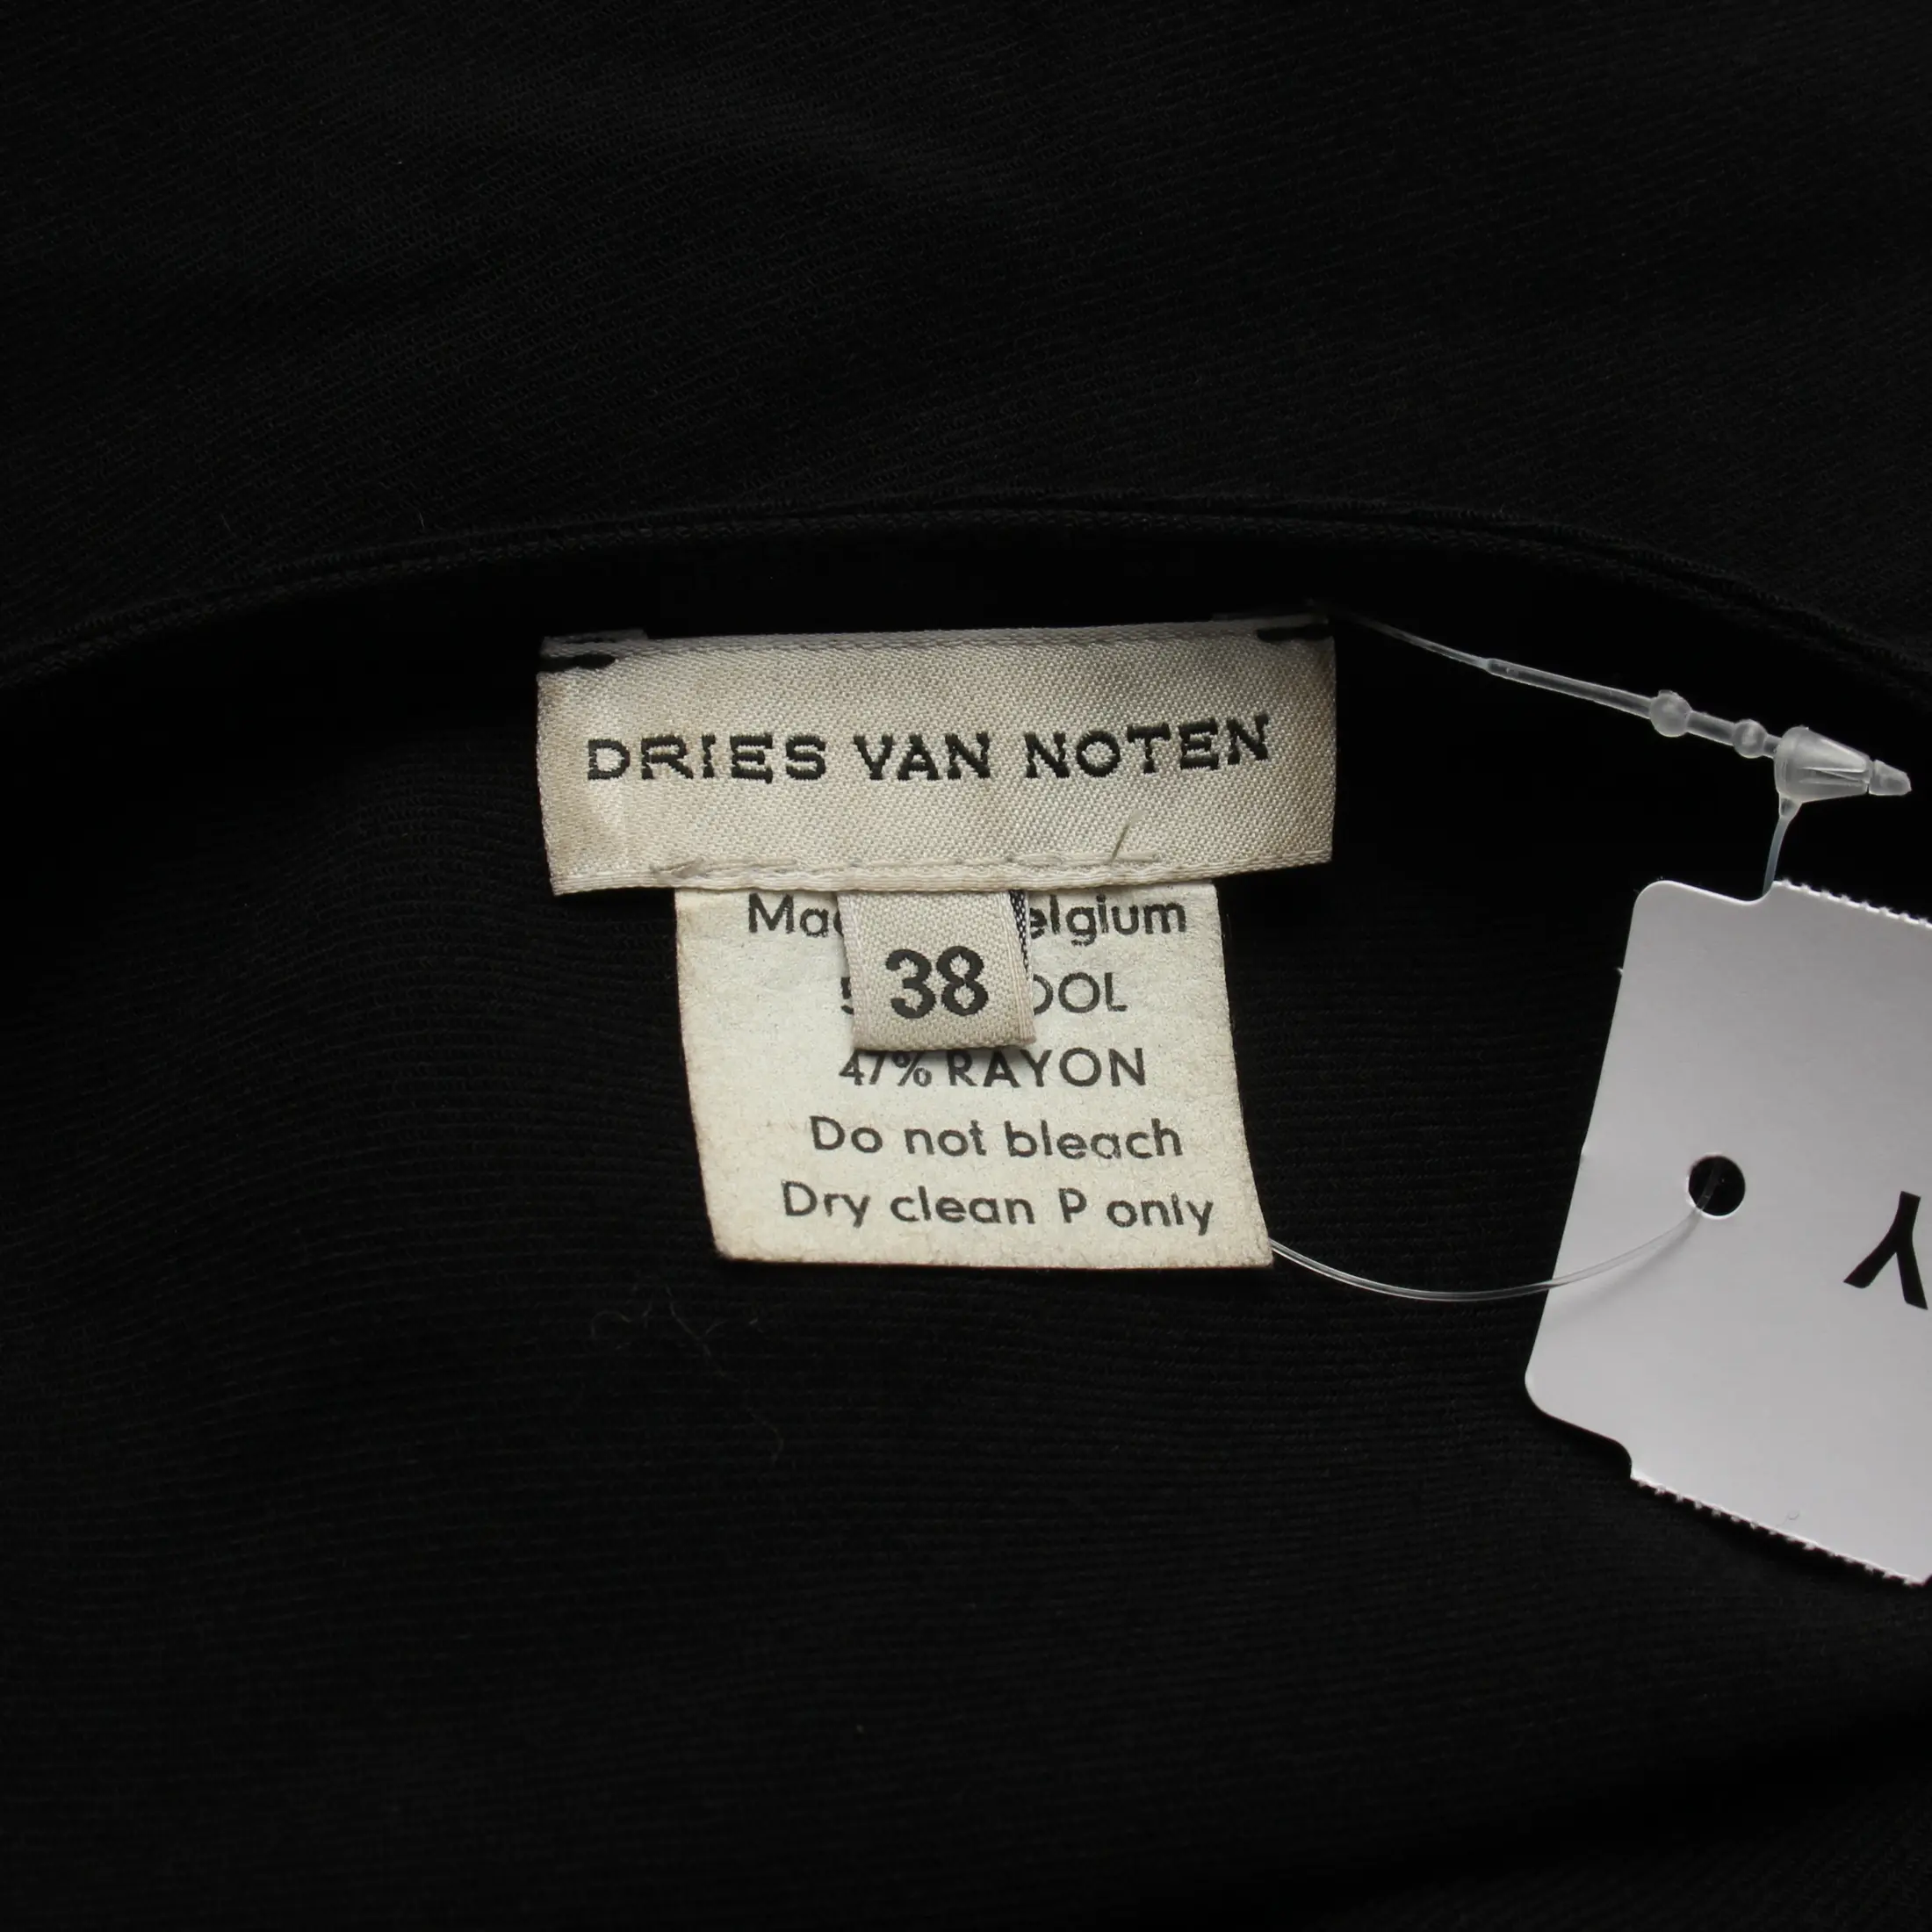 DRIES VAN NOTEN
38
47% RAYON
Do not bleach
Dry clean P only
Y